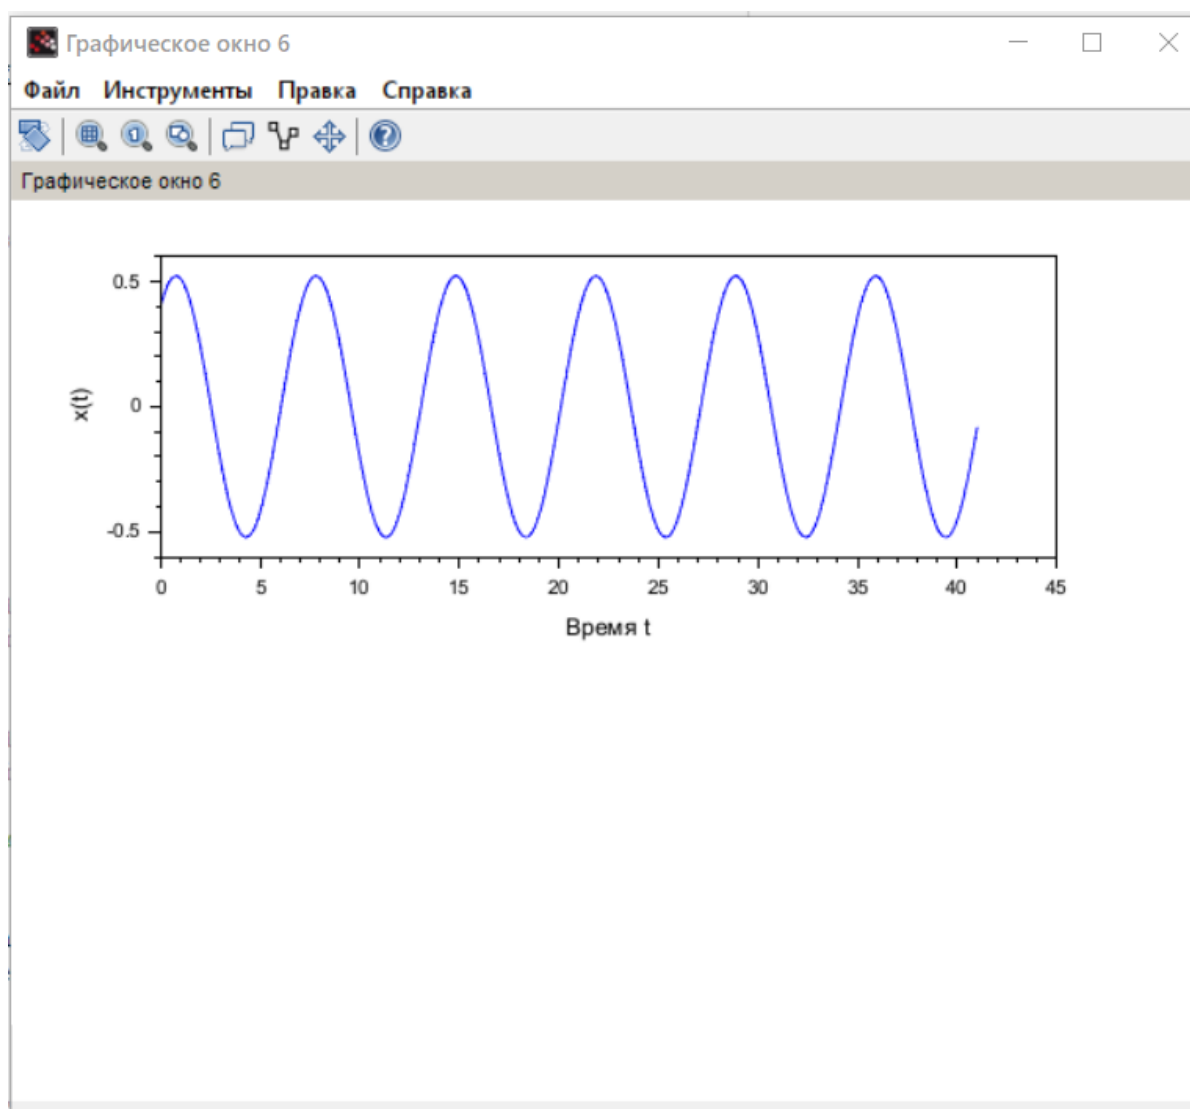 Графическое окно 6
Файл Инструменты Правка Справка
Графическое окно 6
0.5
0
-0.5
x(t)
0 5 10 15 20 25 30 35 40 45
Время t